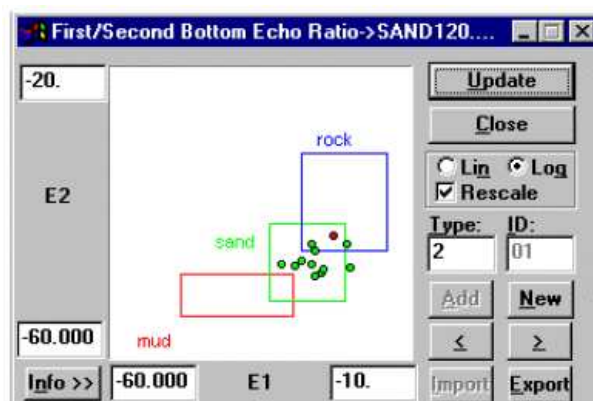 First/Second Bottom Echo Ratio->SAND120....
-20.
E2
-60.000
rock
sand
mud
Info >>
-60.000
E1
-10.
Update
Close
Lin
Log
Rescale
Type:
ID:
2
01
Add
New
<
>
Import
Export